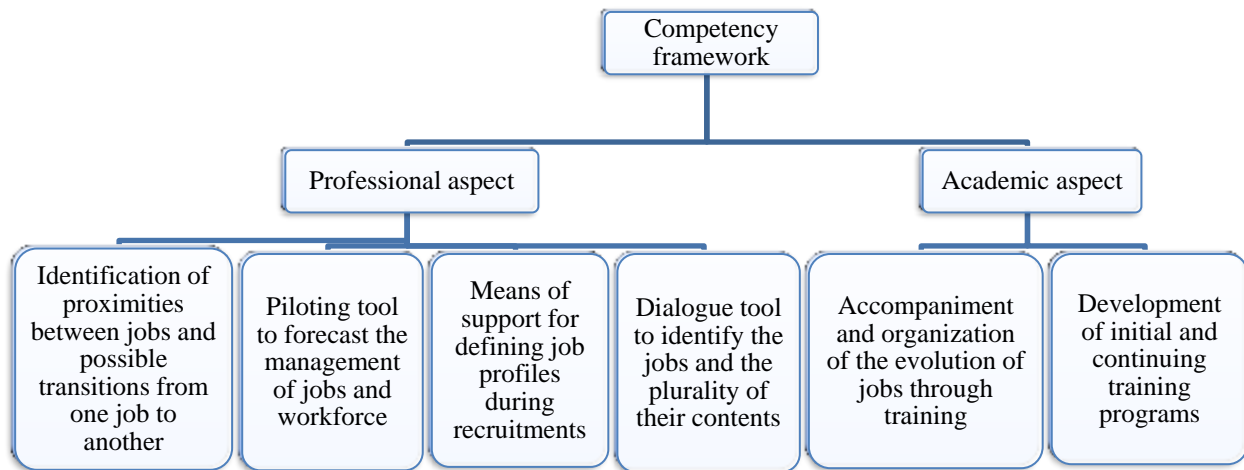 Competency
framework
Professional aspect
Academic aspect
Identification of
proximities
between jobs and
possible
transitions from
one job to
another
Piloting tool
to forecast the
management
of jobs and
workforce
Means of
support for
defining job
profiles
during
recruitments
Dialogue tool
to identify the
jobs and the
plurality of
their contents
Accompaniment
and organization
of the evolution of
jobs through
training
Development
of initial and
continuing
training
programs